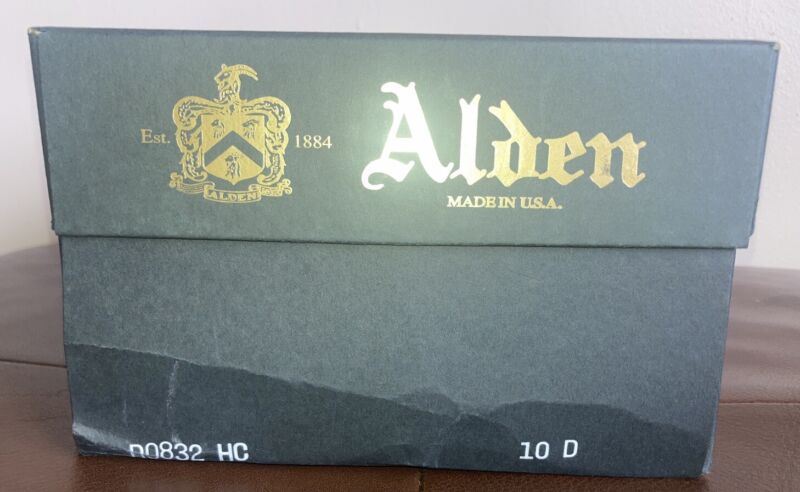 Est. 1884
ALDEN
Alden
MADE IN U.S.A.
D0832 HC 10 D